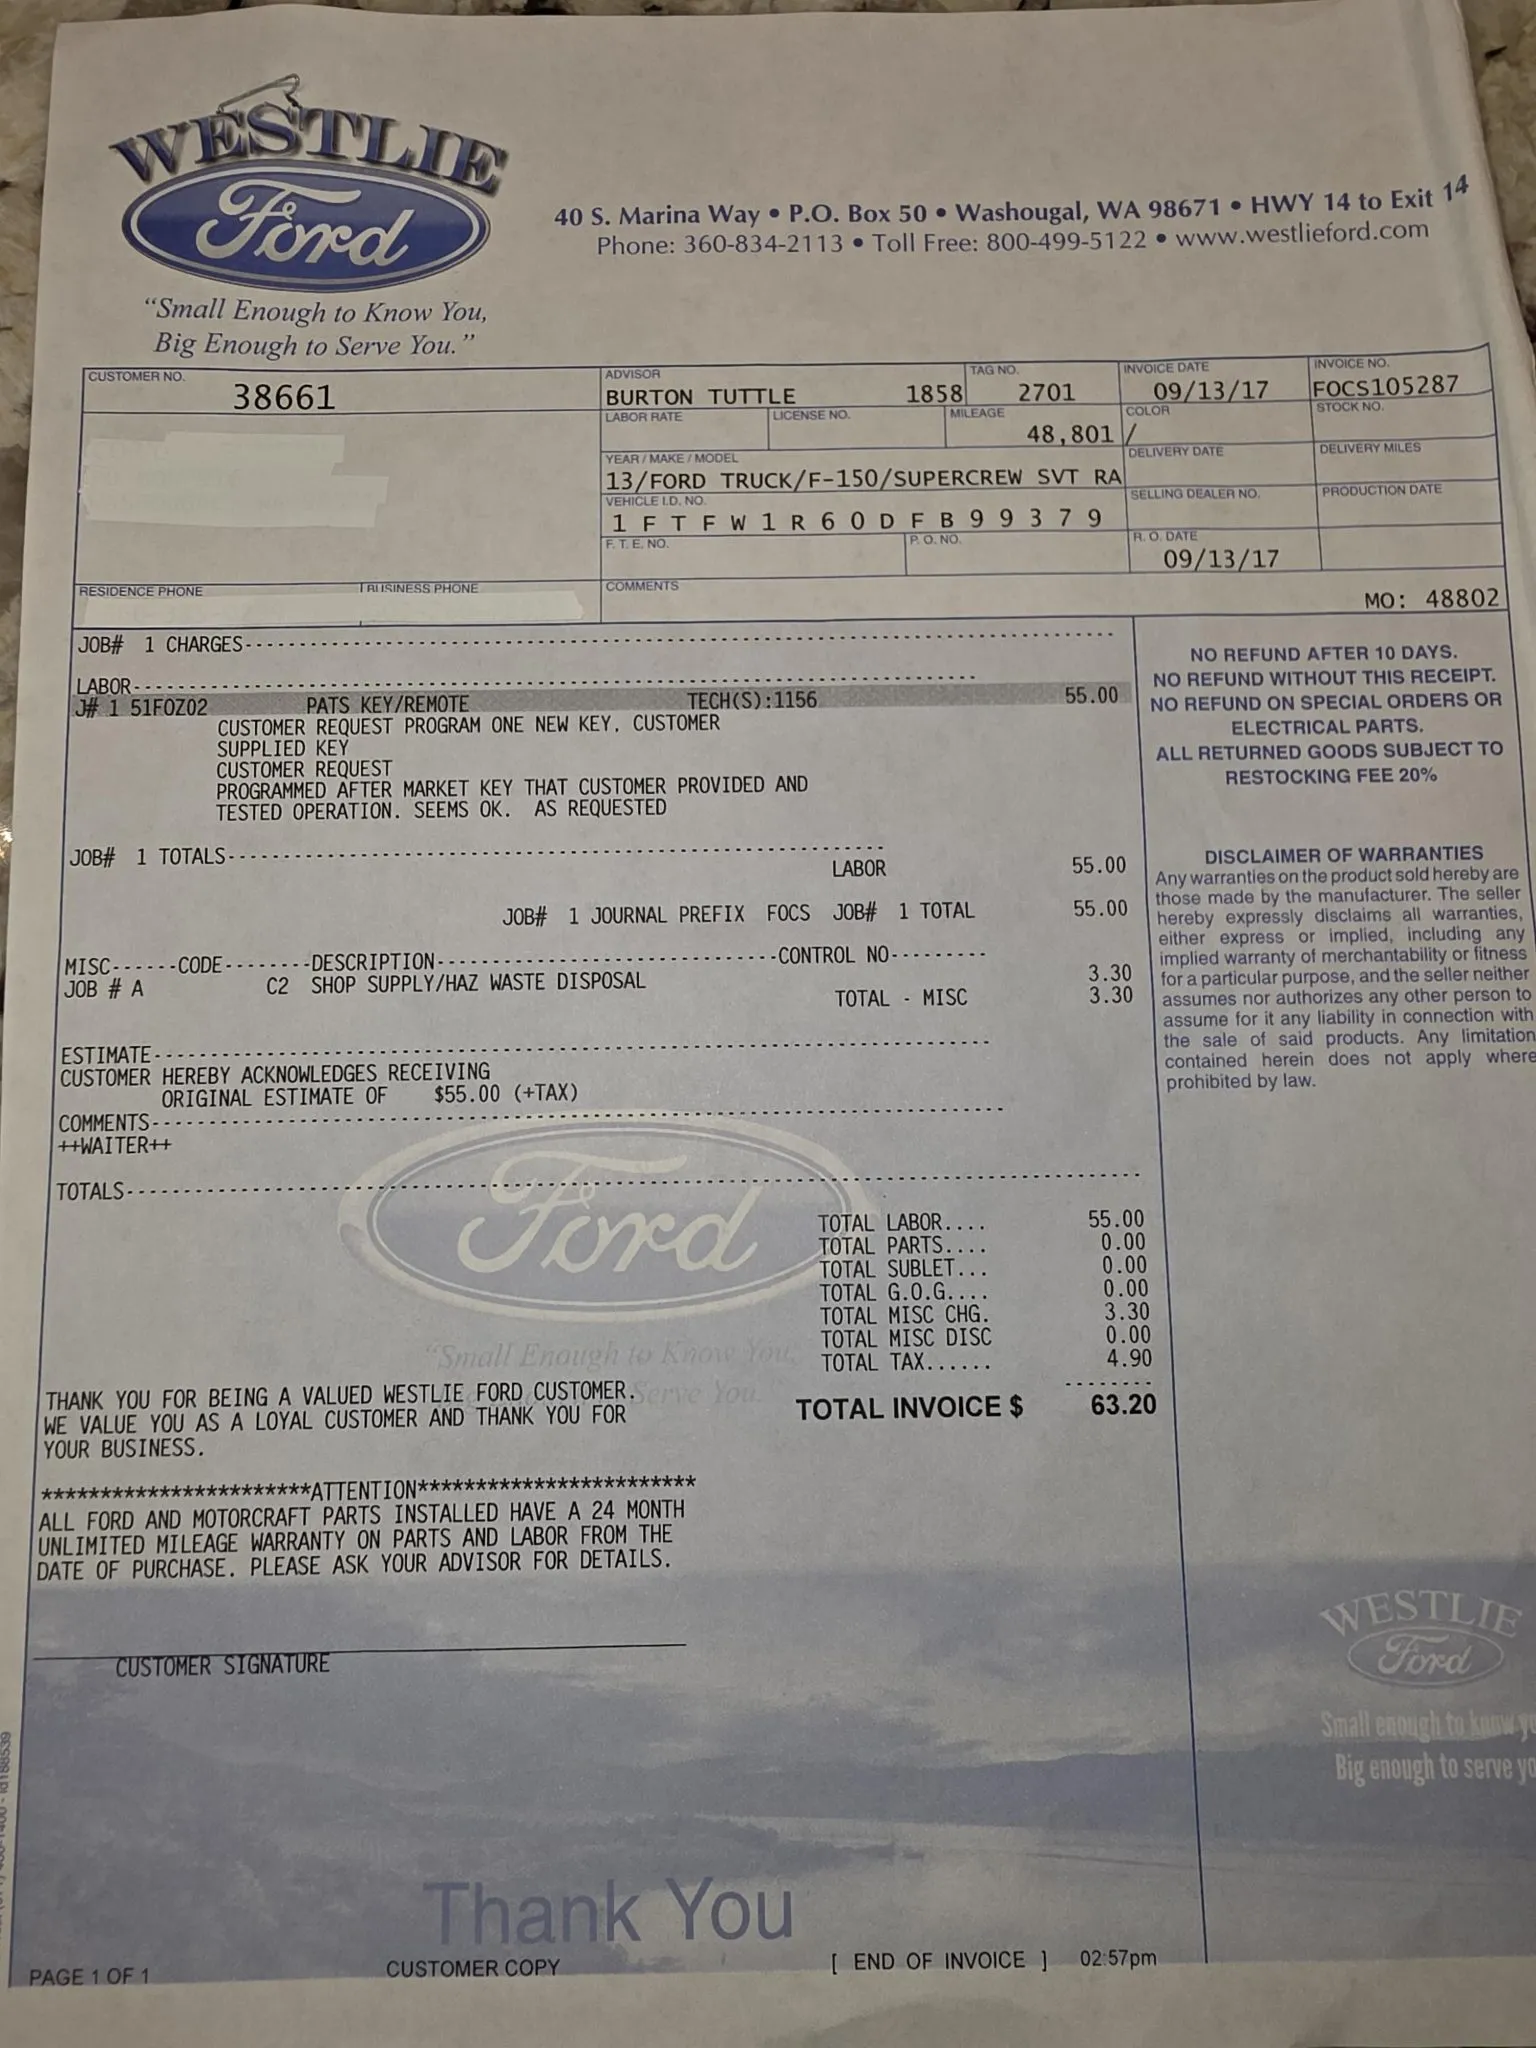 WESTLIE
Ford
"Small Enough to Know You,
Big Enough to Serve You."
40 S. Marina Way • P.O. Box 50 • Washougal, WA 98671 • HWY 14 to Exit 14
Phone: 360-834-2113 • Toll Free: 800-499-5122 • www.westlieford.com
CUSTOMER NO. 38661
ADVISOR BURTON TUTTLE 1858
TAG NO. 2701
INVOICE DATE 09/13/17
INVOICE NO. FOCS105287
LABOR RATE
LICENSE NO.
MILEAGE 48,801
COLOR /
STOCK NO.
YEAR / MAKE / MODEL
13/FORD TRUCK/F-150/SUPERCREW SVT RA
DELIVERY DATE
DELIVERY MILES
VEHICLE I.D. NO.
1 F T F W 1 R 6 0 D F B 9 9 3 7 9
SELLING DEALER NO.
PRODUCTION DATE
F. T. E. NO.
P. O. NO.
R. O. DATE 09/13/17
RESIDENCE PHONE
BUSINESS PHONE
COMMENTS
MO: 48802
JOB# 1 CHARGES
LABOR
J# 1 51FOZ02 PATS KEY/REMOTE TECH(S):1156 55.00
CUSTOMER REQUEST PROGRAM ONE NEW KEY. CUSTOMER
SUPPLIED KEY
CUSTOMER REQUEST
PROGRAMMED AFTER MARKET KEY THAT CUSTOMER PROVIDED AND
TESTED OPERATION. SEEMS OK. AS REQUESTED
JOB# 1 TOTALS
LABOR 55.00
JOB# 1 JOURNAL PREFIX FOCS JOB# 1 TOTAL 55.00
MISC------CODE--------DESCRIPTION------------------------------CONTROL NO---------
JOB # A C2 SHOP SUPPLY/HAZ WASTE DISPOSAL 3.30
TOTAL - MISC 3.30
ESTIMATE
CUSTOMER HEREBY ACKNOWLEDGES RECEIVING
ORIGINAL ESTIMATE OF $55.00 (+TAX)
COMMENTS
++WAITER++
TOTALS
Ford
"Small Enough to Know You,
Serve You."
TOTAL LABOR.... 55.00
TOTAL PARTS.... 0.00
TOTAL SUBLET... 0.00
TOTAL G.O.G.... 0.00
TOTAL MISC CHG. 3.30
TOTAL MISC DISC 0.00
TOTAL TAX...... 4.90
TOTAL INVOICE $ 63.20
THANK YOU FOR BEING A VALUED WESTLIE FORD CUSTOMER.
WE VALUE YOU AS A LOYAL CUSTOMER AND THANK YOU FOR
YOUR BUSINESS.
***********************ATTENTION************************
ALL FORD AND MOTORCRAFT PARTS INSTALLED HAVE A 24 MONTH
UNLIMITED MILEAGE WARRANTY ON PARTS AND LABOR FROM THE
DATE OF PURCHASE. PLEASE ASK YOUR ADVISOR FOR DETAILS.
CUSTOMER SIGNATURE
NO REFUND AFTER 10 DAYS.
NO REFUND WITHOUT THIS RECEIPT.
NO REFUND ON SPECIAL ORDERS OR
ELECTRICAL PARTS.
ALL RETURNED GOODS SUBJECT TO
RESTOCKING FEE 20%
DISCLAIMER OF WARRANTIES
Any warranties on the product sold hereby are
those made by the manufacturer. The seller
hereby expressly disclaims all warranties,
either express or implied, including any
implied warranty of merchantability or fitness
for a particular purpose, and the seller neither
assumes nor authorizes any other person to
assume for it any liability in connection with
the sale of said products. Any limitation
contained herein does not apply where
prohibited by law.
WESTLIE
Ford
Small enough to know yo
Big enough to serve yo
Thank You
PAGE 1 OF 1
CUSTOMER COPY
[ END OF INVOICE ] 02:57pm